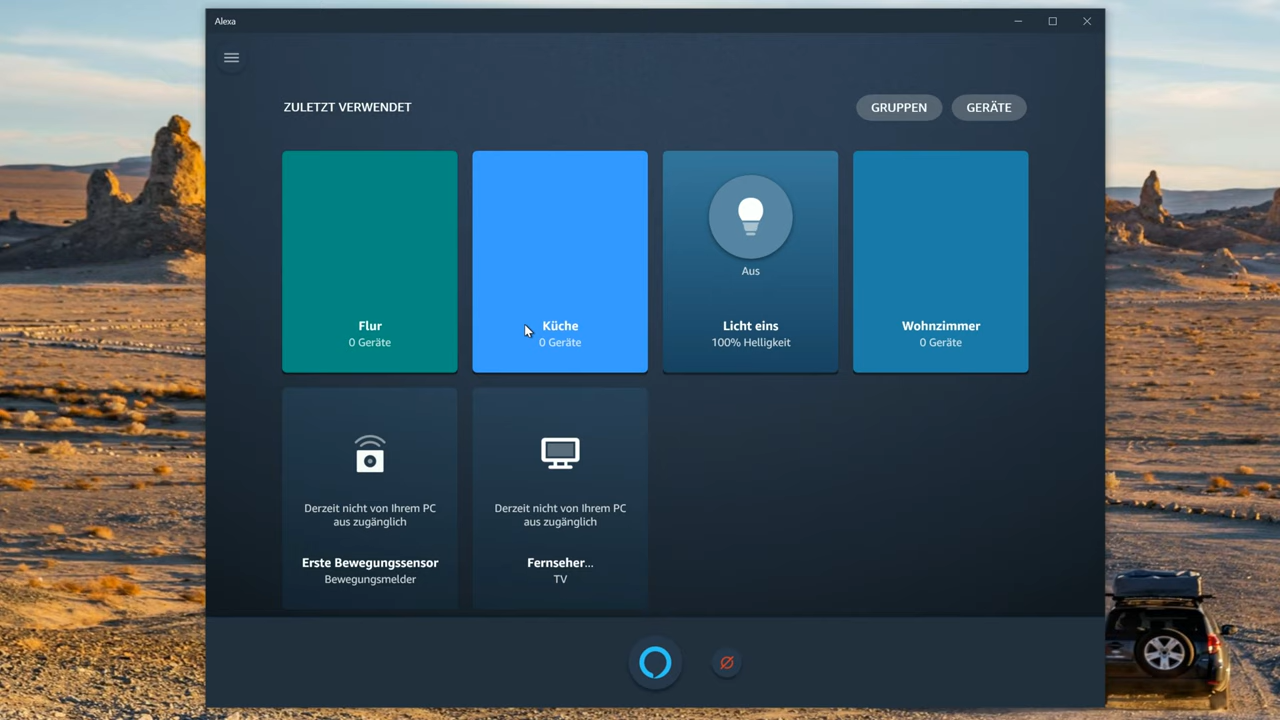 Alexa
ZULETZT VERWENDET
GRUPPEN
GERÄTE
Flur
0 Geräte
Küche
0 Geräte
Aus
Licht eins
100% Helligkeit
Wohnzimmer
0 Geräte
Derzeit nicht von Ihrem PC
aus zugänglich
Erste Bewegungssensor
Bewegungsmelder
Derzeit nicht von Ihrem PC
aus zugänglich
Fernseher...
TV